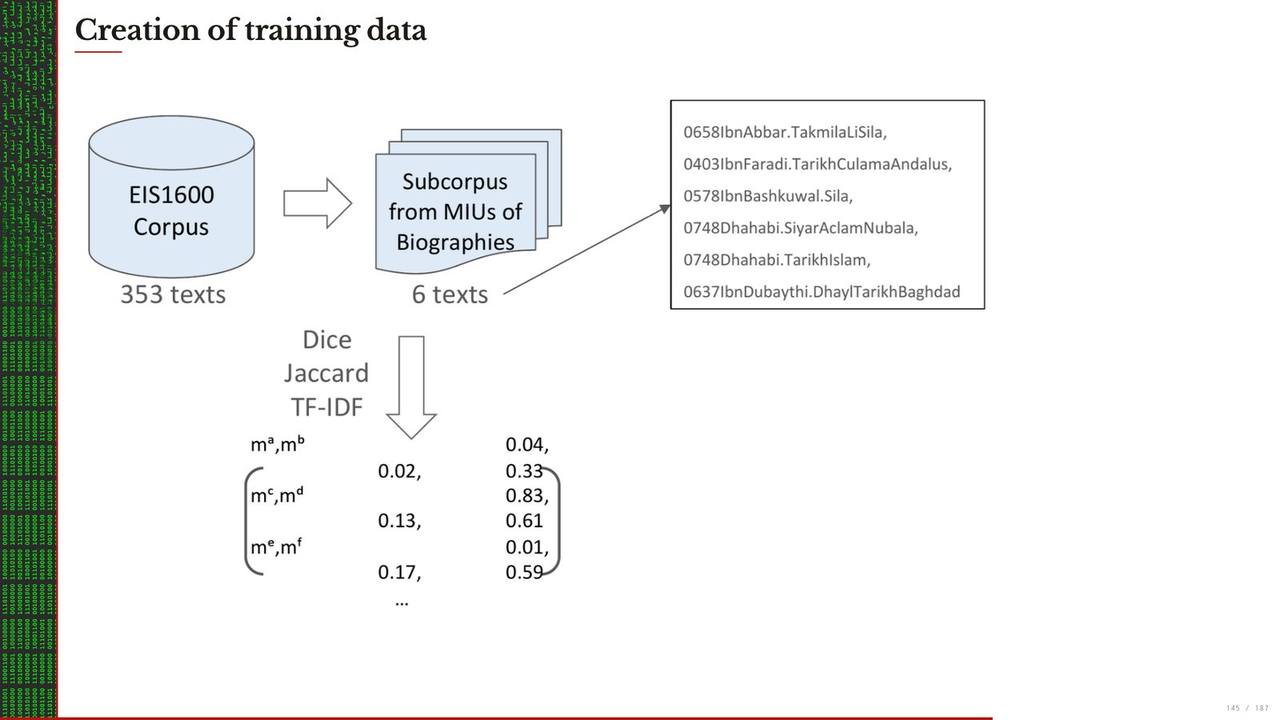 Creation of training data
EIS1600
Corpus
353 texts
Subcorpus
from MIUs of
Biographies
6 texts
0658IbnAbbar.TakmilaLiSila,
0403IbnFaradi.TarikhCulamaAndalus,
0578IbnBashkuwal.Sila,
0748Dhahabi.SiyarAclamNubala,
0748Dhahabi.TarikhIslam,
0637IbnDubaythi.DhaylTarikhBaghdad
Dice
Jaccard
TF-IDF
mᵃ,mᵇ 0.04,
0.02, 0.33
mᶜ,mᵈ 0.83,
0.13, 0.61
mᵉ,mᶠ 0.01,
0.17, 0.59
...
145 / 187